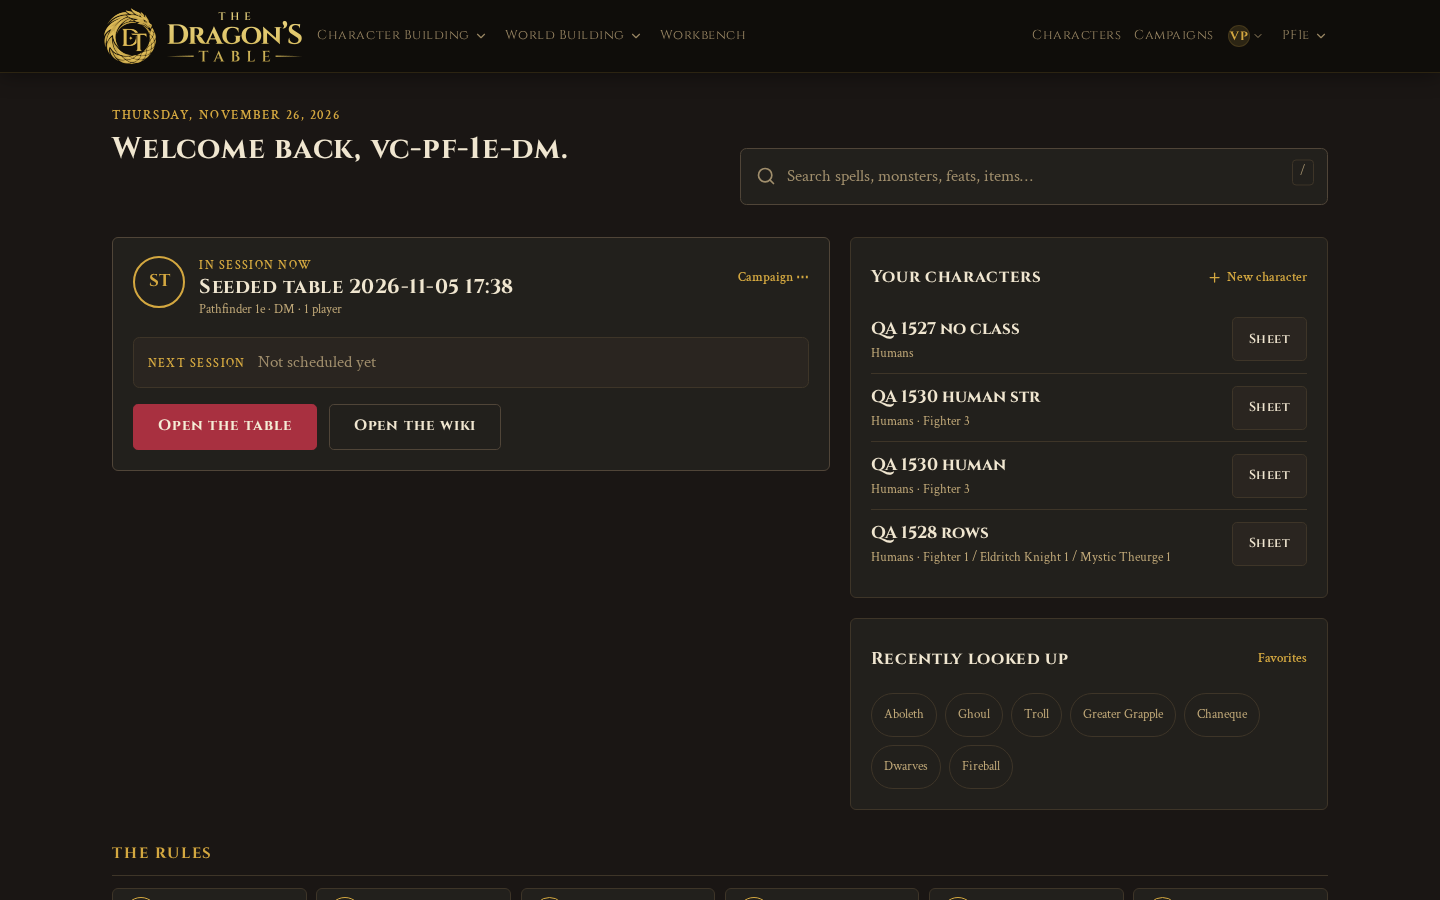 THE
DRAGON'S
TABLE
DT
Character Building
World Building
Workbench
Characters
Campaigns
VP
PF1e
THURSDAY, NOVEMBER 26, 2026
Welcome back, vc-pf-1e-dm.
Search spells, monsters, feats, items…
/
ST
IN SESSION NOW
Seeded table 2026-11-05 17:38
Pathfinder 1e · DM · 1 player
Campaign ···
NEXT SESSION Not scheduled yet
Open the table
Open the wiki
Your characters
+ New character
QA 1527 no class
Humans
Sheet
QA 1530 Human STR
Humans · Fighter 3
Sheet
QA 1530 Human
Humans · Fighter 3
Sheet
QA 1528 rows
Humans · Fighter 1 / Eldritch Knight 1 / Mystic Theurge 1
Sheet
Recently looked up
Favorites
Aboleth Ghoul Troll Greater Grapple Chaneque
Dwarves Fireball
THE RULES